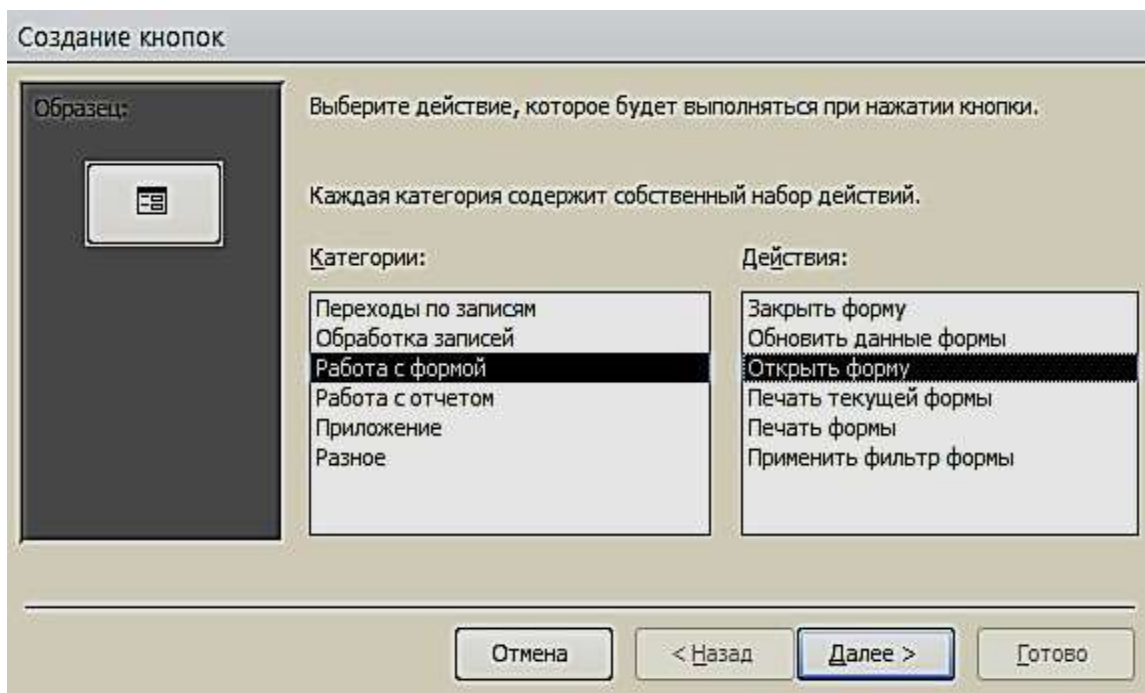 Создание кнопок
Образец:
Выберите действие, которое будет выполняться при нажатии кнопки.
Каждая категория содержит собственный набор действий.
Категории:
Переходы по записям
Обработка записей
Работа с формой
Работа с отчетом
Приложение
Разное
Действия:
Закрыть форму
Обновить данные формы
Открыть форму
Печать текущей формы
Печать формы
Применить фильтр формы
Отмена
< Назад
Далее >
Готово